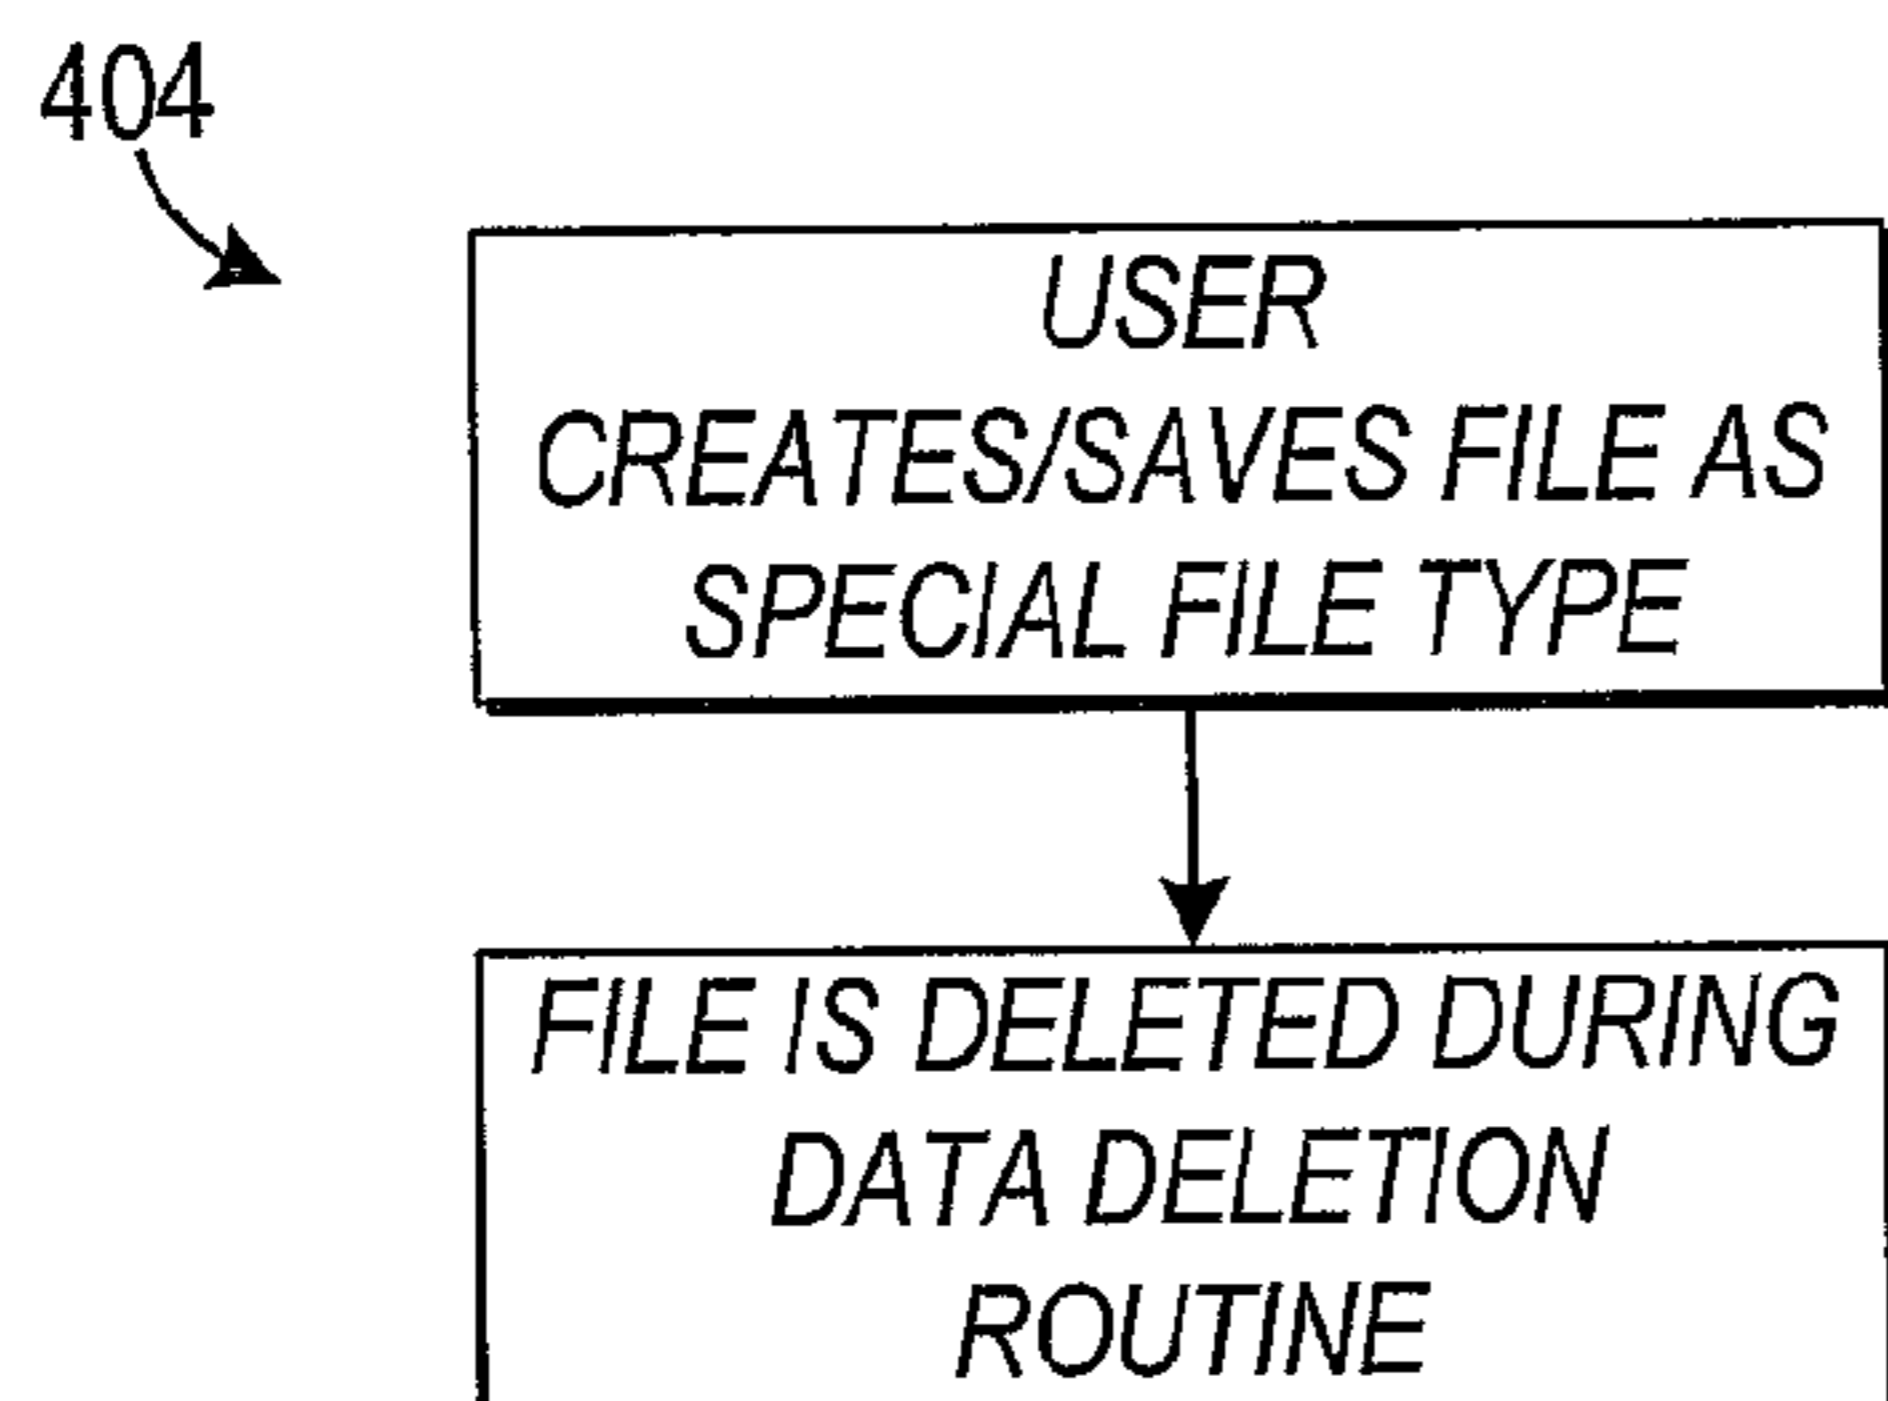 404
USER
CREATES/SAVES FILE AS
SPECIAL FILE TYPE
FILE IS DELETED DURING
DATA DELETION
ROUTINE